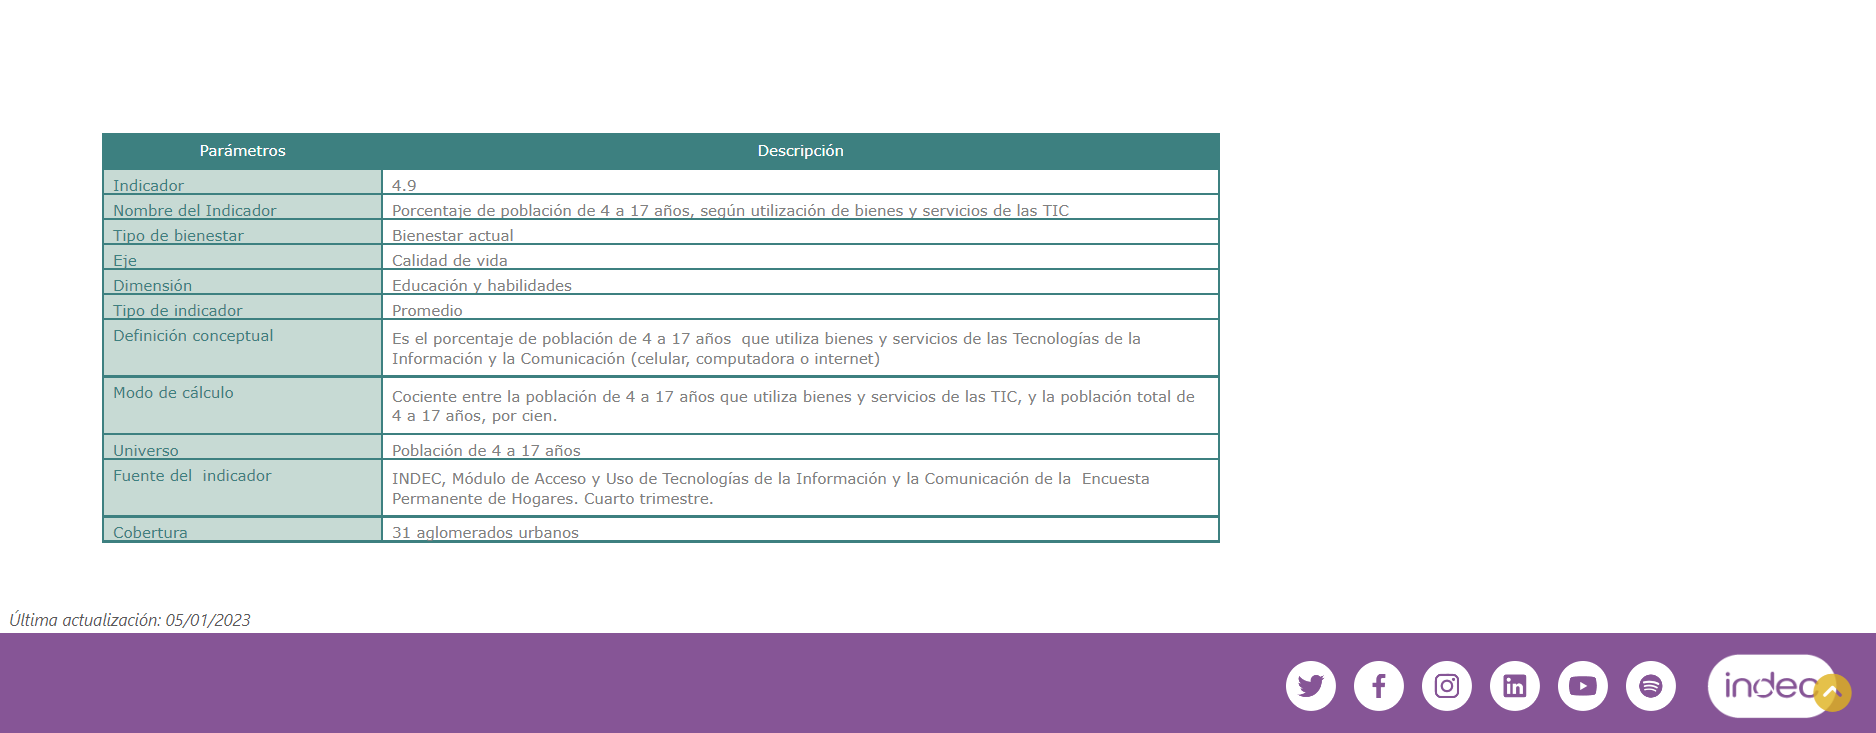 Parámetros Descripción
Indicador 4.9
Nombre del Indicador Porcentaje de población de 4 a 17 años, según utilización de bienes y servicios de las TIC
Tipo de bienestar Bienestar actual
Eje Calidad de vida
Dimensión Educación y habilidades
Tipo de indicador Promedio
Definición conceptual Es el porcentaje de población de 4 a 17 años  que utiliza bienes y servicios de las Tecnologías de la
Información y la Comunicación (celular, computadora o internet)
Modo de cálculo Cociente entre la población de 4 a 17 años que utiliza bienes y servicios de las TIC, y la población total de
4 a 17 años, por cien.
Universo Población de 4 a 17 años
Fuente del  indicador INDEC, Módulo de Acceso y Uso de Tecnologías de la Información y la Comunicación de la  Encuesta
Permanente de Hogares. Cuarto trimestre.
Cobertura 31 aglomerados urbanos
Última actualización: 05/01/2023
indec